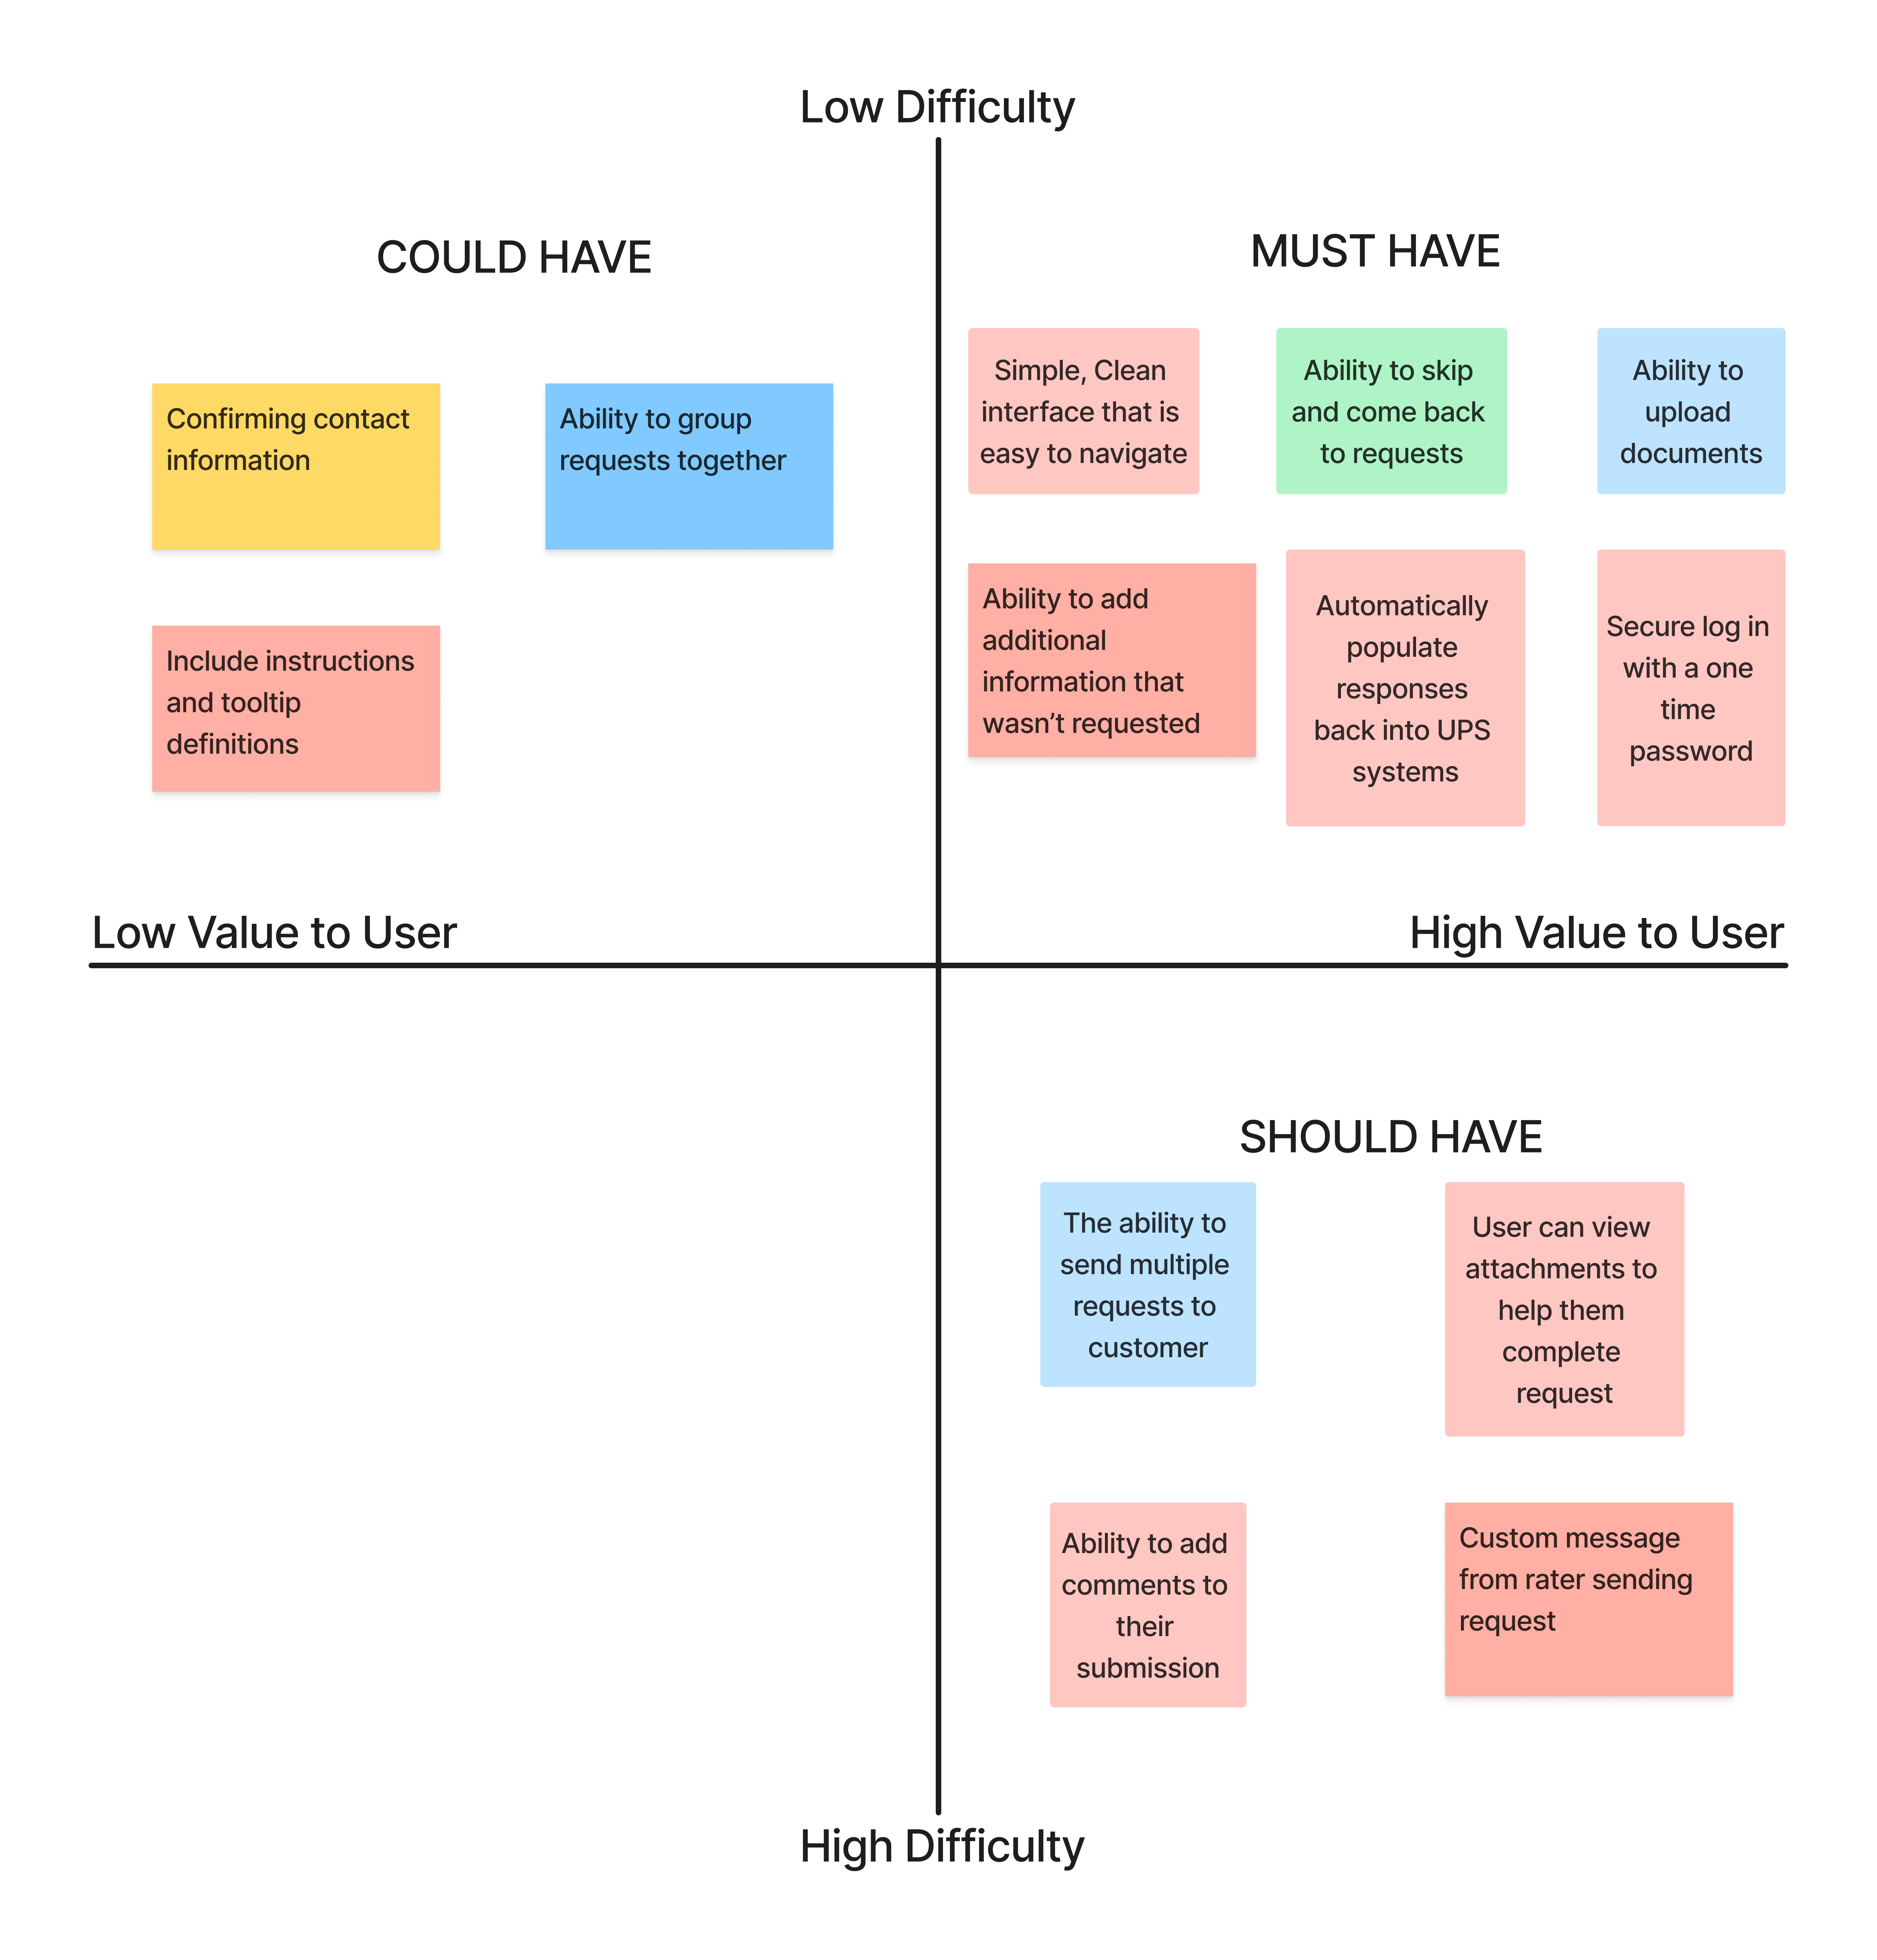 Low Difficulty
COULD HAVE
MUST HAVE
Confirming contact
information
Ability to group
requests together
Include instructions
and tooltip
definitions
Simple, Clean
interface that is
easy to navigate
Ability to skip
and come back
to requests
Ability to
upload
documents
Ability to add
additional
information that
wasn’t requested
Automatically
populate
responses
back into UPS
systems
Secure log in
with a one
time
password
Low Value to User
High Value to User
SHOULD HAVE
The ability to
send multiple
requests to
customer
User can view
attachments to
help them
complete
request
Ability to add
comments to
their
submission
Custom message
from rater sending
request
High Difficulty